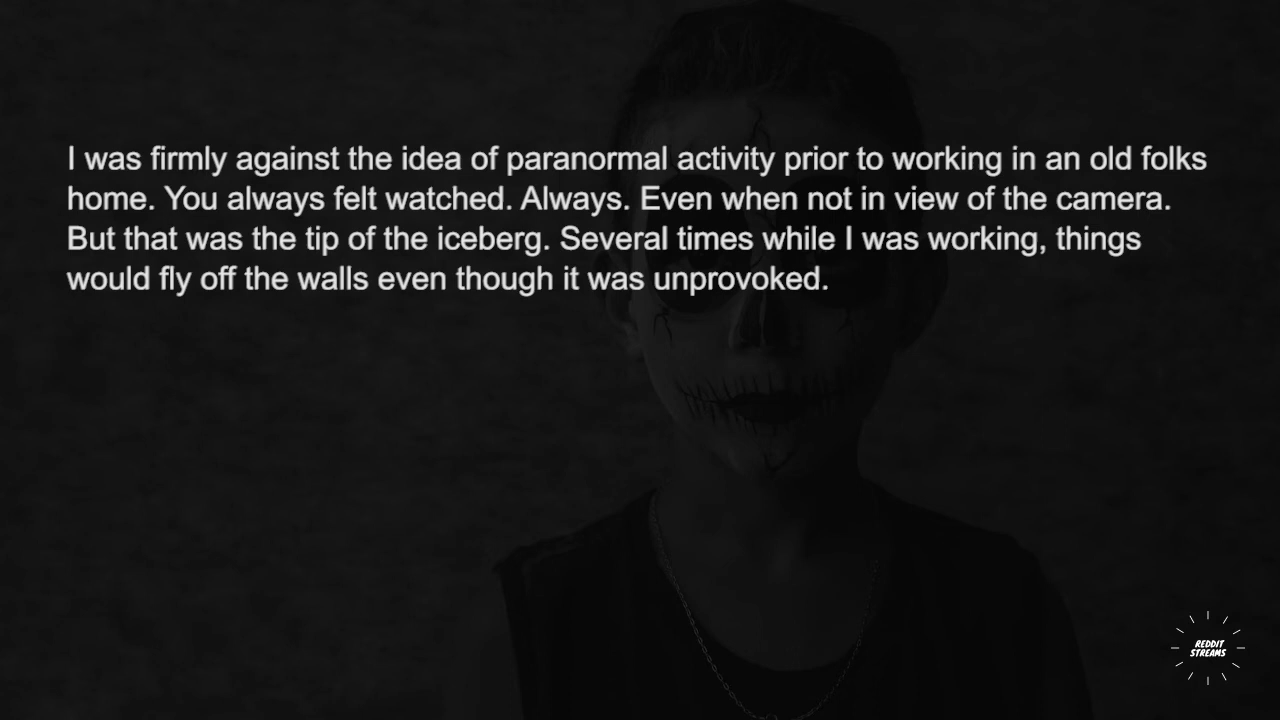 I was firmly against the idea of paranormal activity prior to working in an old folks
home. You always felt watched. Always. Even when not in view of the camera.
But that was the tip of the iceberg. Several times while I was working, things
would fly off the walls even though it was unprovoked.
REDDIT
STREAMS